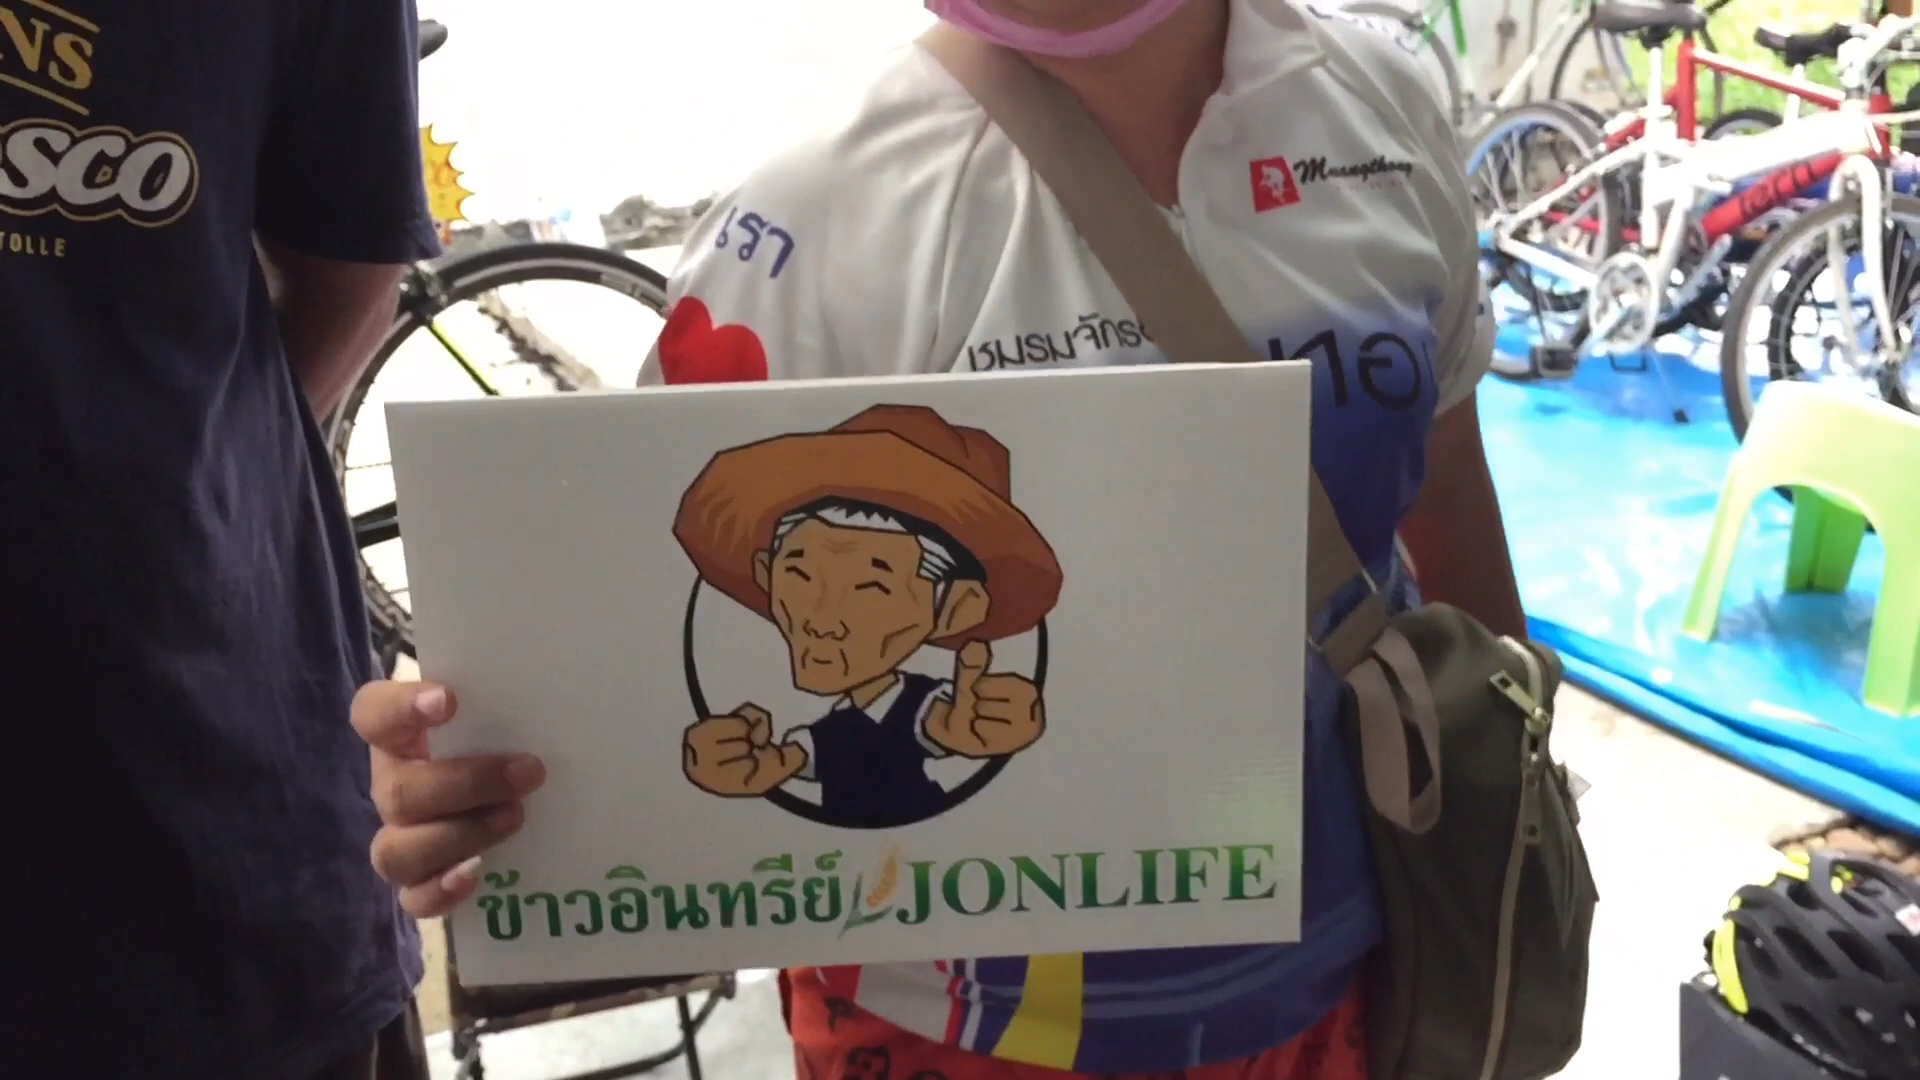 NS
SCO
TOLLE
เรา
Muangthong
ชมรมจักร
ทอ
ข้าวอินทรีย์ JONLIFE